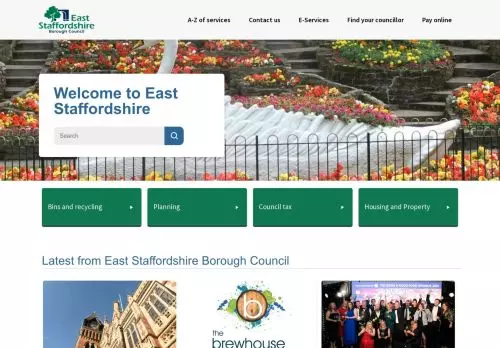 East
Staffordshire
Borough Council
A-Z of services
Contact us
E-Services
Find your councillor
Pay online
Welcome to East
Staffordshire
Search
Bins and recycling
Planning
Council tax
Housing and Property
Latest from East Staffordshire Borough Council
b
the
brewhouse